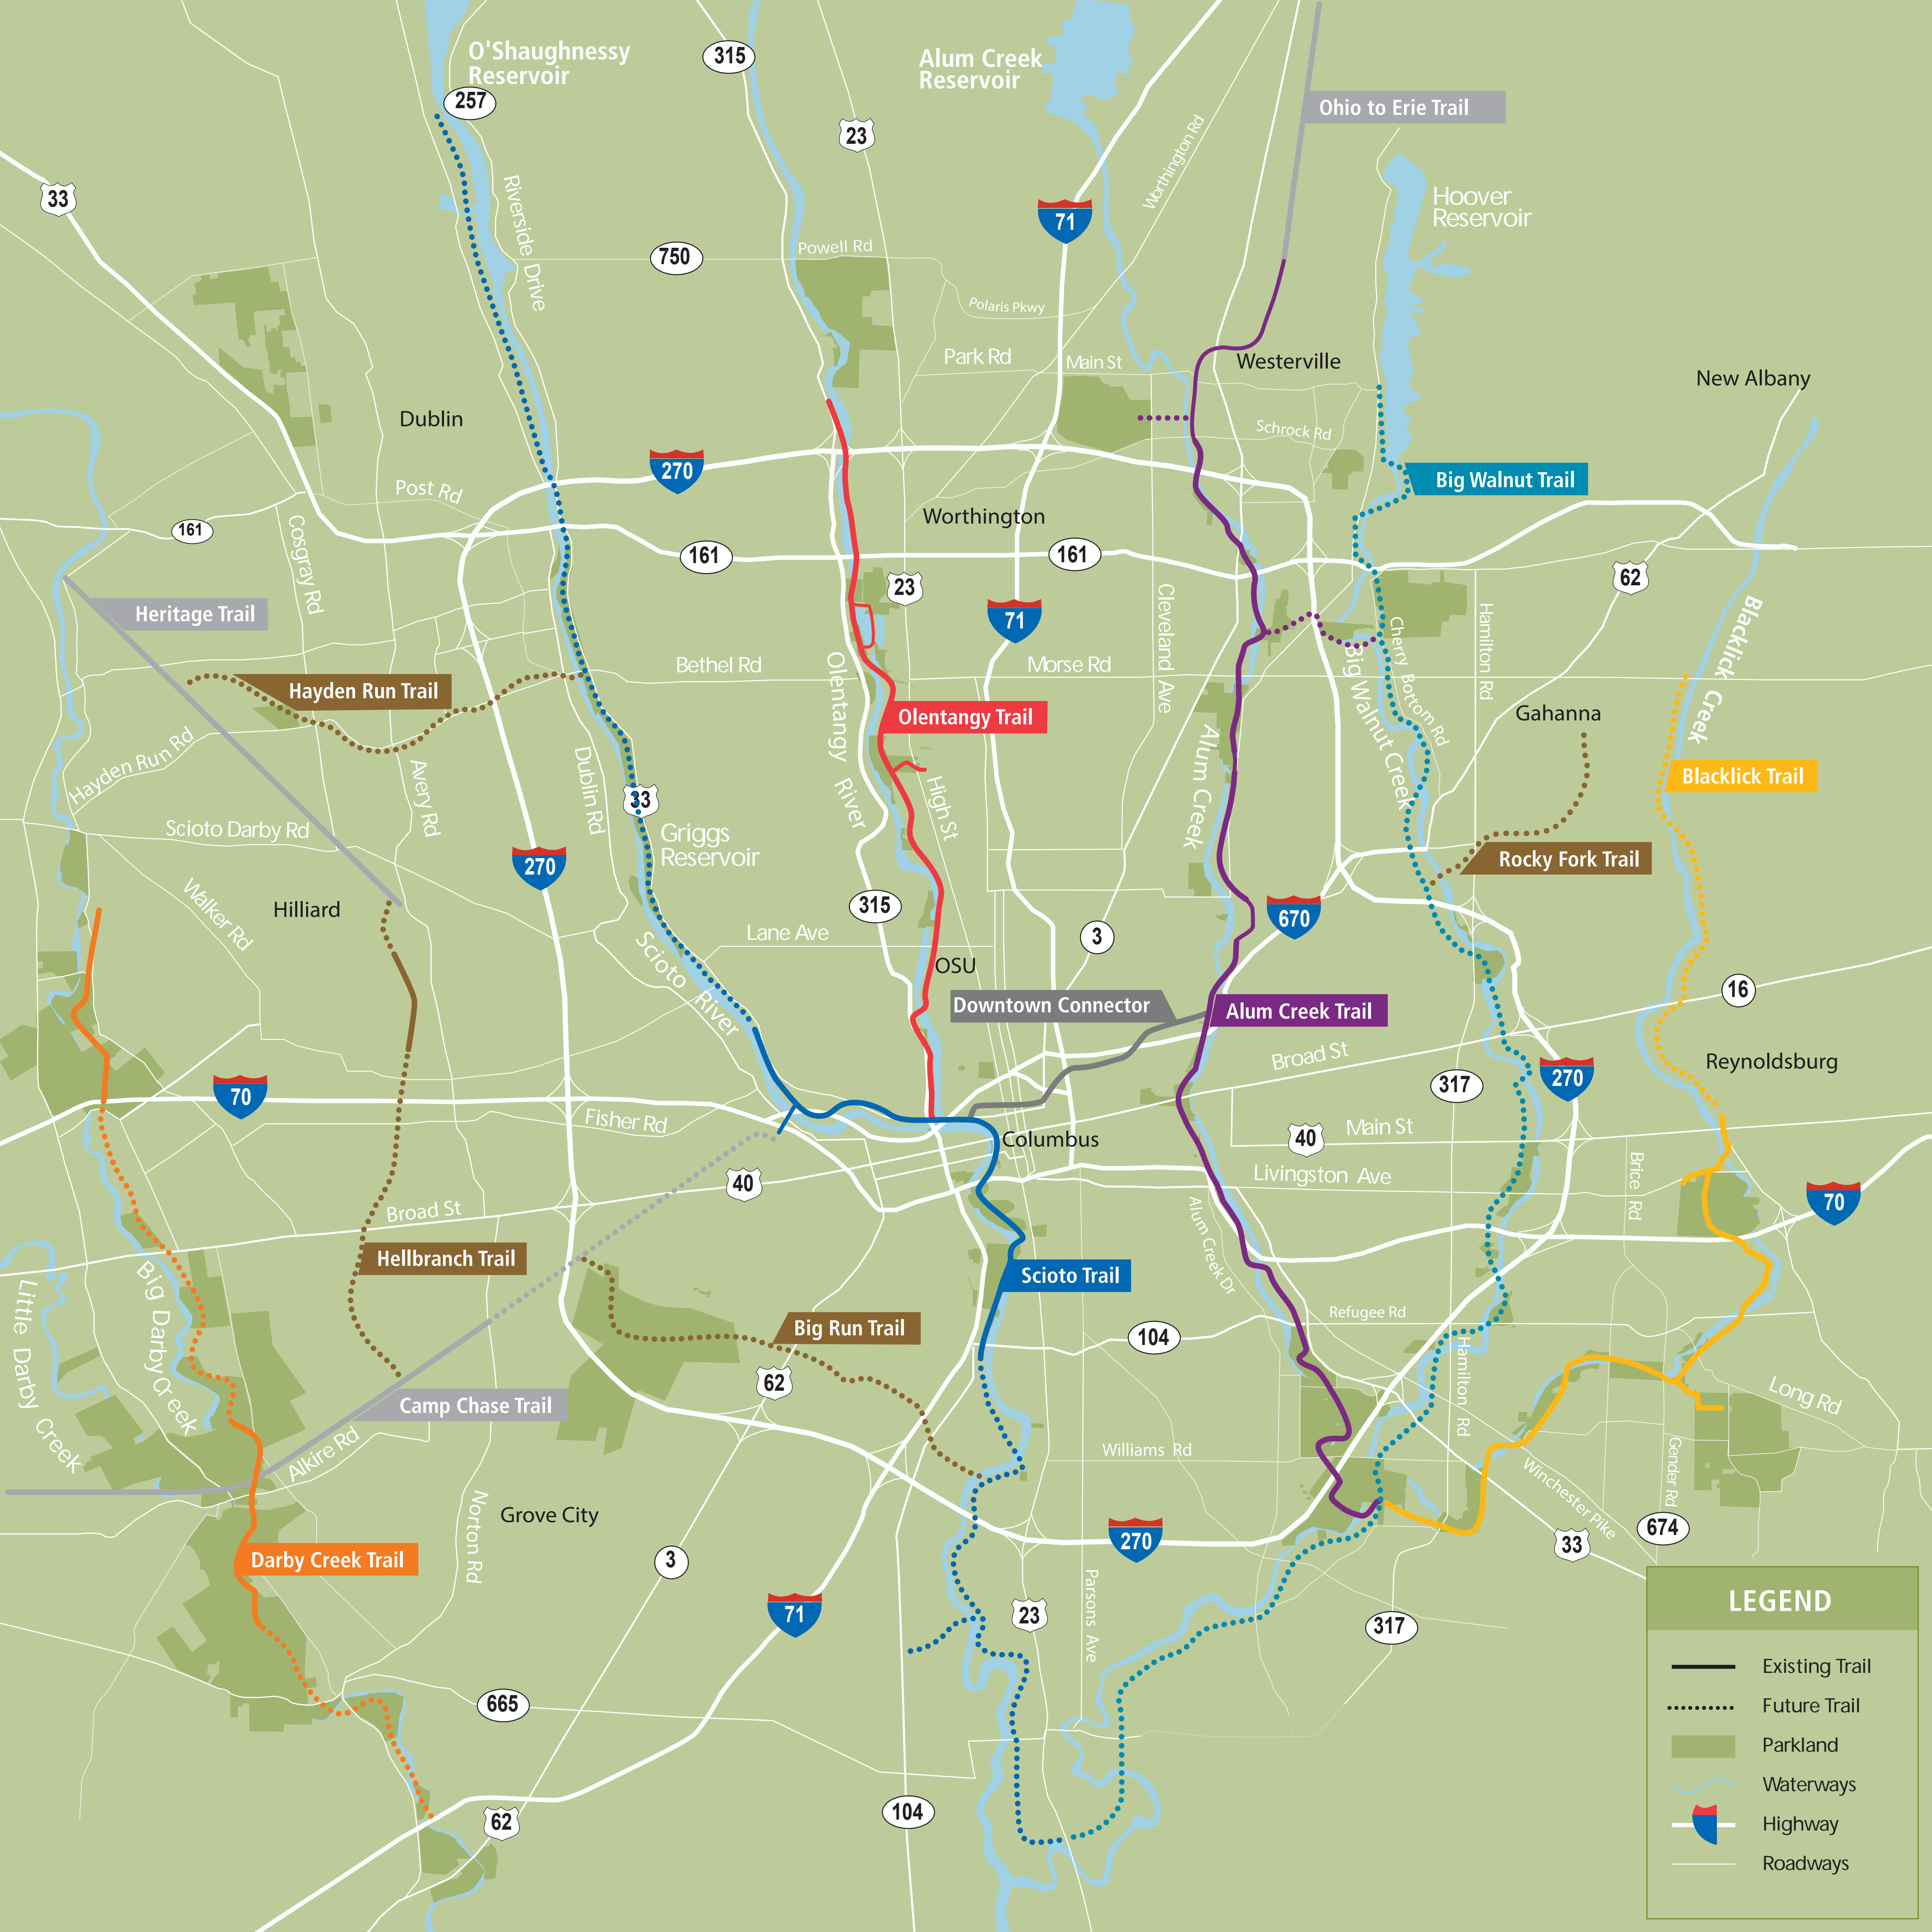 O'Shaughnessy
Reservoir
257
315
23
Alum Creek
Reservoir
Worthington Rd
Ohio to Erie Trail
33
Riverside Drive
71
Hoover
Reservoir
750
Powell Rd
Polaris Pkwy
Park Rd
Main St
Westerville
New Albany
Dublin
Schrock Rd
270
Big Walnut Trail
Post Rd
161
Cosgray Rd
Worthington
161
161
23
62
Heritage Trail
71
Cleveland Ave
Hamilton Rd
Blacklick Creek
Cherry Bottom Rd
Big Walnut Creek
Bethel Rd
Morse Rd
Hayden Run Trail
Olentangy River
Olentangy Trail
Gahanna
Alum Creek
Hayden Run Rd
Avery Rd
Dublin Rd
33
High St
Blacklick Trail
Scioto Darby Rd
Griggs
Reservoir
270
Rocky Fork Trail
Walker Rd
Hilliard
315
670
Lane Ave
3
Scioto River
OSU
Downtown Connector
Alum Creek Trail
16
Broad St
Reynoldsburg
70
317
270
Fisher Rd
Columbus
40
Main St
Livingston Ave
Brice Rd
40
70
Broad St
Alum Creek Dr
Hellbranch Trail
Big Darby Creek
Little Darby Creek
Scioto Trail
Refugee Rd
Big Run Trail
104
Hamilton Rd
62
Camp Chase Trail
Long Rd
Alkire Rd
Williams Rd
Gender Rd
Winchester Pike
Norton Rd
Grove City
674
33
270
Darby Creek Trail
3
Parsons Ave
71
23
317
665
104
62
LEGEND
Existing Trail
Future Trail
Parkland
Waterways
Highway
Roadways